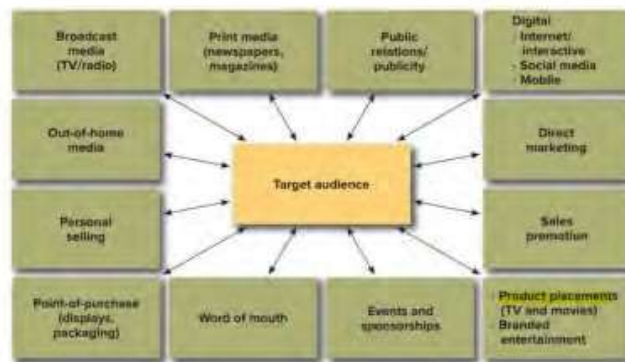 Broadcast
media
(TV/radio)
Print media
(newspapers,
magazines)
Public
relations/
publicity
Digital
- Internet/
interactive
- Social media
- Mobile
Out-of-home
media
Direct
marketing
Target audience
Personal
selling
Sales
promotion
Point-of-purchase
(displays,
packaging)
Word of mouth
Events and
sponsorships
- Product placements
(TV and movies)
- Branded
entertainment